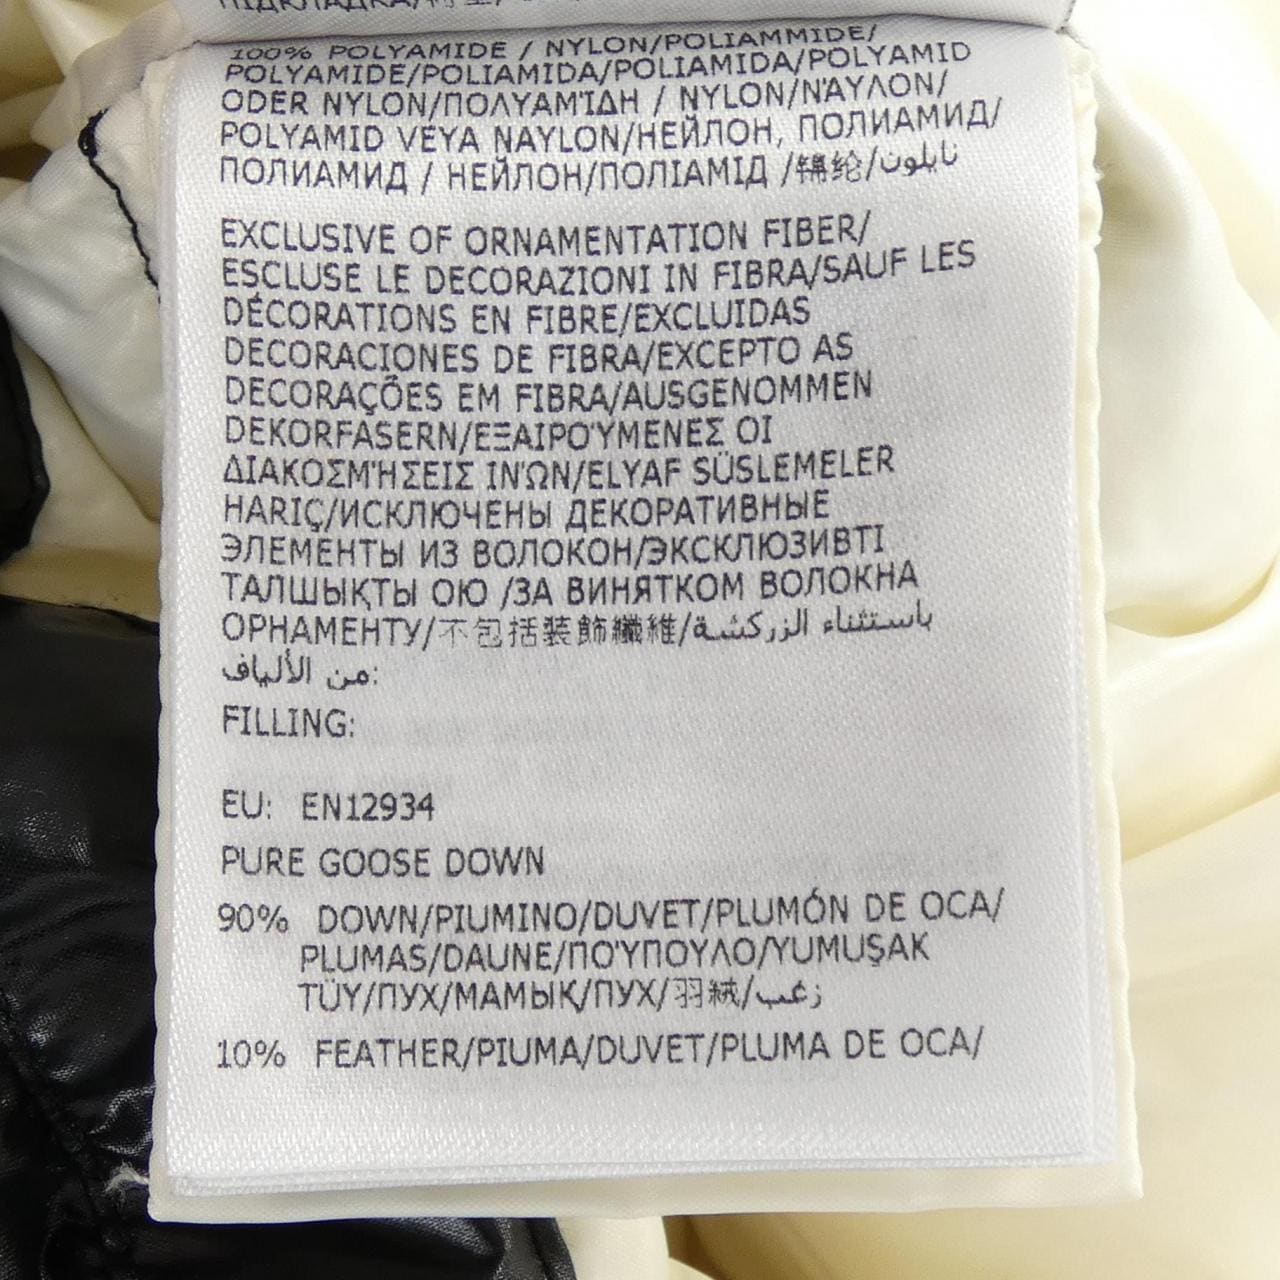 ПІДКЛАДКА/
100% POLYAMIDE / NYLON/POLIAMMIDE/
POLYAMIDE/POLIAMIDA/POLIAMIDA/POLYAMID
ODER NYLON/ΠΟΛΥΑΜΊΔΗ / NYLON/ΝΆΥΛΟΝ/
POLYAMID VEYA NAYLON/НЕЙЛОН, ПОЛИАМИД/
ПОЛИАМИД / НЕЙЛОН/ПОЛІАМІД /锦纶/نايلون
EXCLUSIVE OF ORNAMENTATION FIBER/
ESCLUSE LE DECORAZIONI IN FIBRA/SAUF LES
DÉCORATIONS EN FIBRE/EXCLUIDAS
DECORACIONES DE FIBRA/EXCEPTO AS
DECORAÇÕES EM FIBRA/AUSGENOMMEN
DEKORFASERN/ΕΞΑΙΡΟΎΜΕΝΕΣ ΟΙ
ΔΙΑΚΟΣΜΉΣΕΙΣ ΙΝΏΝ/ELYAF SÜSLEMELER
HARIÇ/ИСКЛЮЧЕНЫ ДЕКОРАТИВНЫЕ
ЭЛЕМЕНТЫ ИЗ ВОЛОКОН/ЭКСКЛЮЗИВТІ
ТАЛШЫҚТЫ ОЮ /ЗА ВИНЯТКОМ ВОЛОКНА
ОРНАМЕНТУ/不包括装飾纖維/باستثناء الزركشة
من الألياف:
FILLING:
EU: EN12934
PURE GOOSE DOWN
90% DOWN/PIUMINO/DUVET/PLUMÓN DE OCA/
PLUMAS/DAUNE/ΠΟΎΠΟΥΛΟ/YUMUŞAK
TÜY/ПУХ/МАМЫҚ/ПУХ/羽絨/زغب
10% FEATHER/PIUMA/DUVET/PLUMA DE OCA/